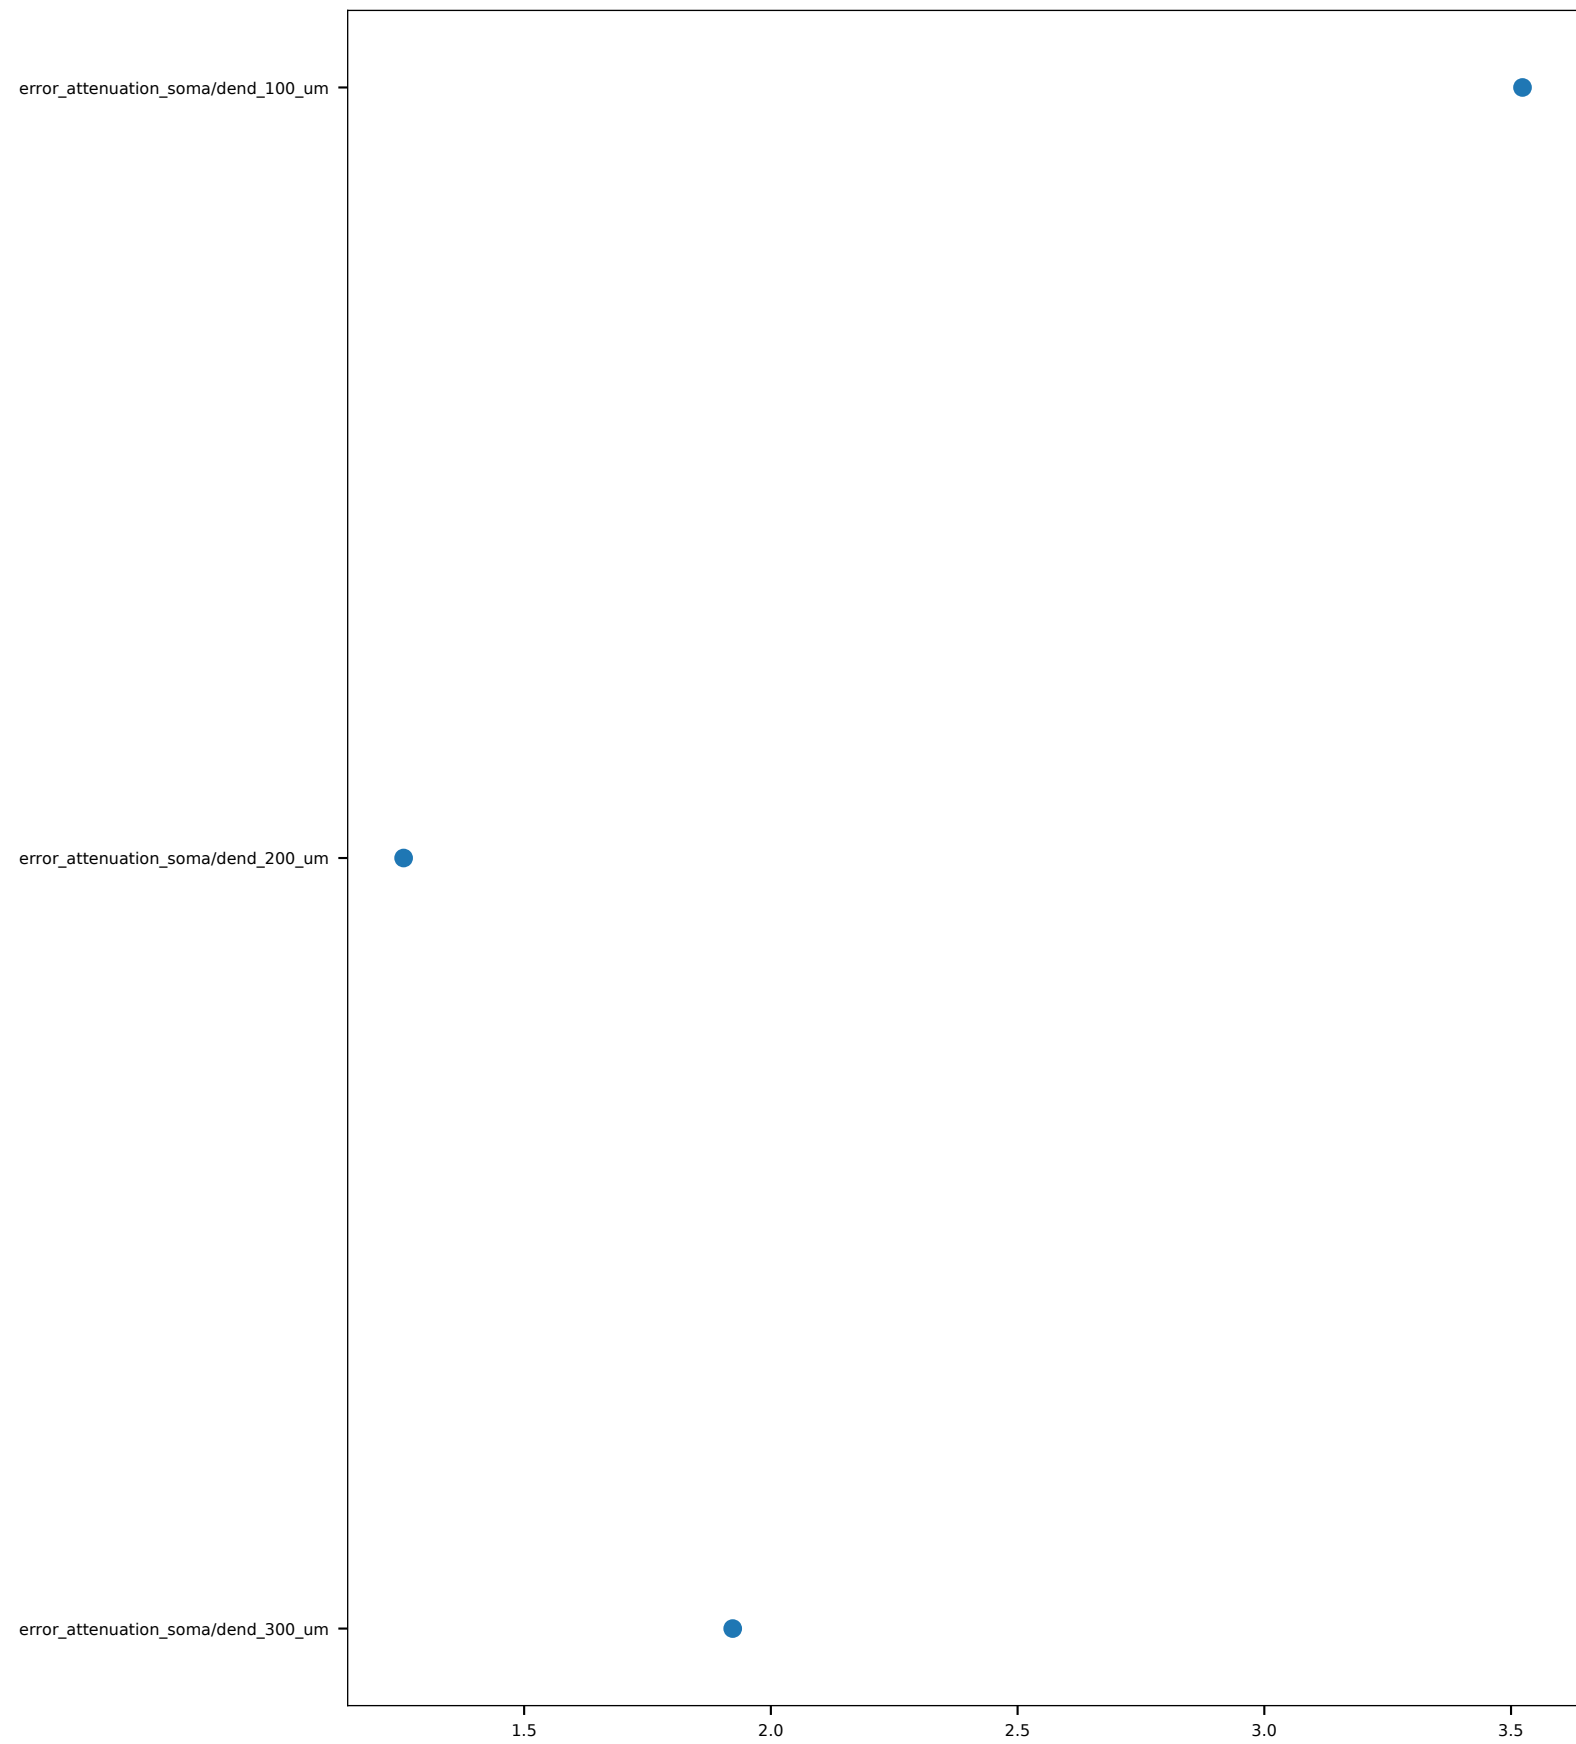 error_attenuation_soma/dend_100_um
error_attenuation_soma/dend_200_um
error_attenuation_soma/dend_300_um
1.5 2.0 2.5 3.0 3.5